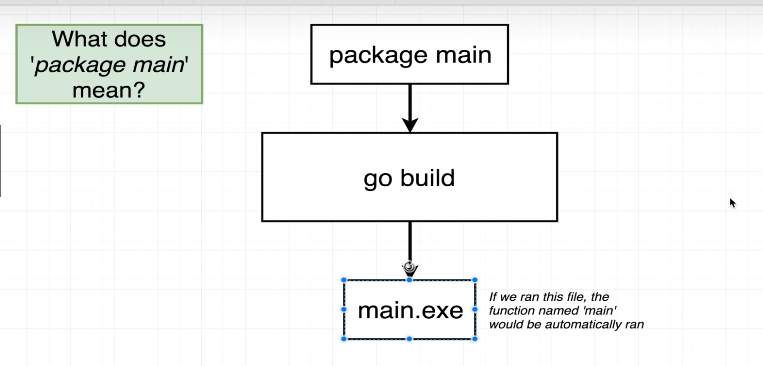 What does
'package main'
mean?
package main
go build
main.exe
If we ran this file, the
function named 'main'
would be automatically ran